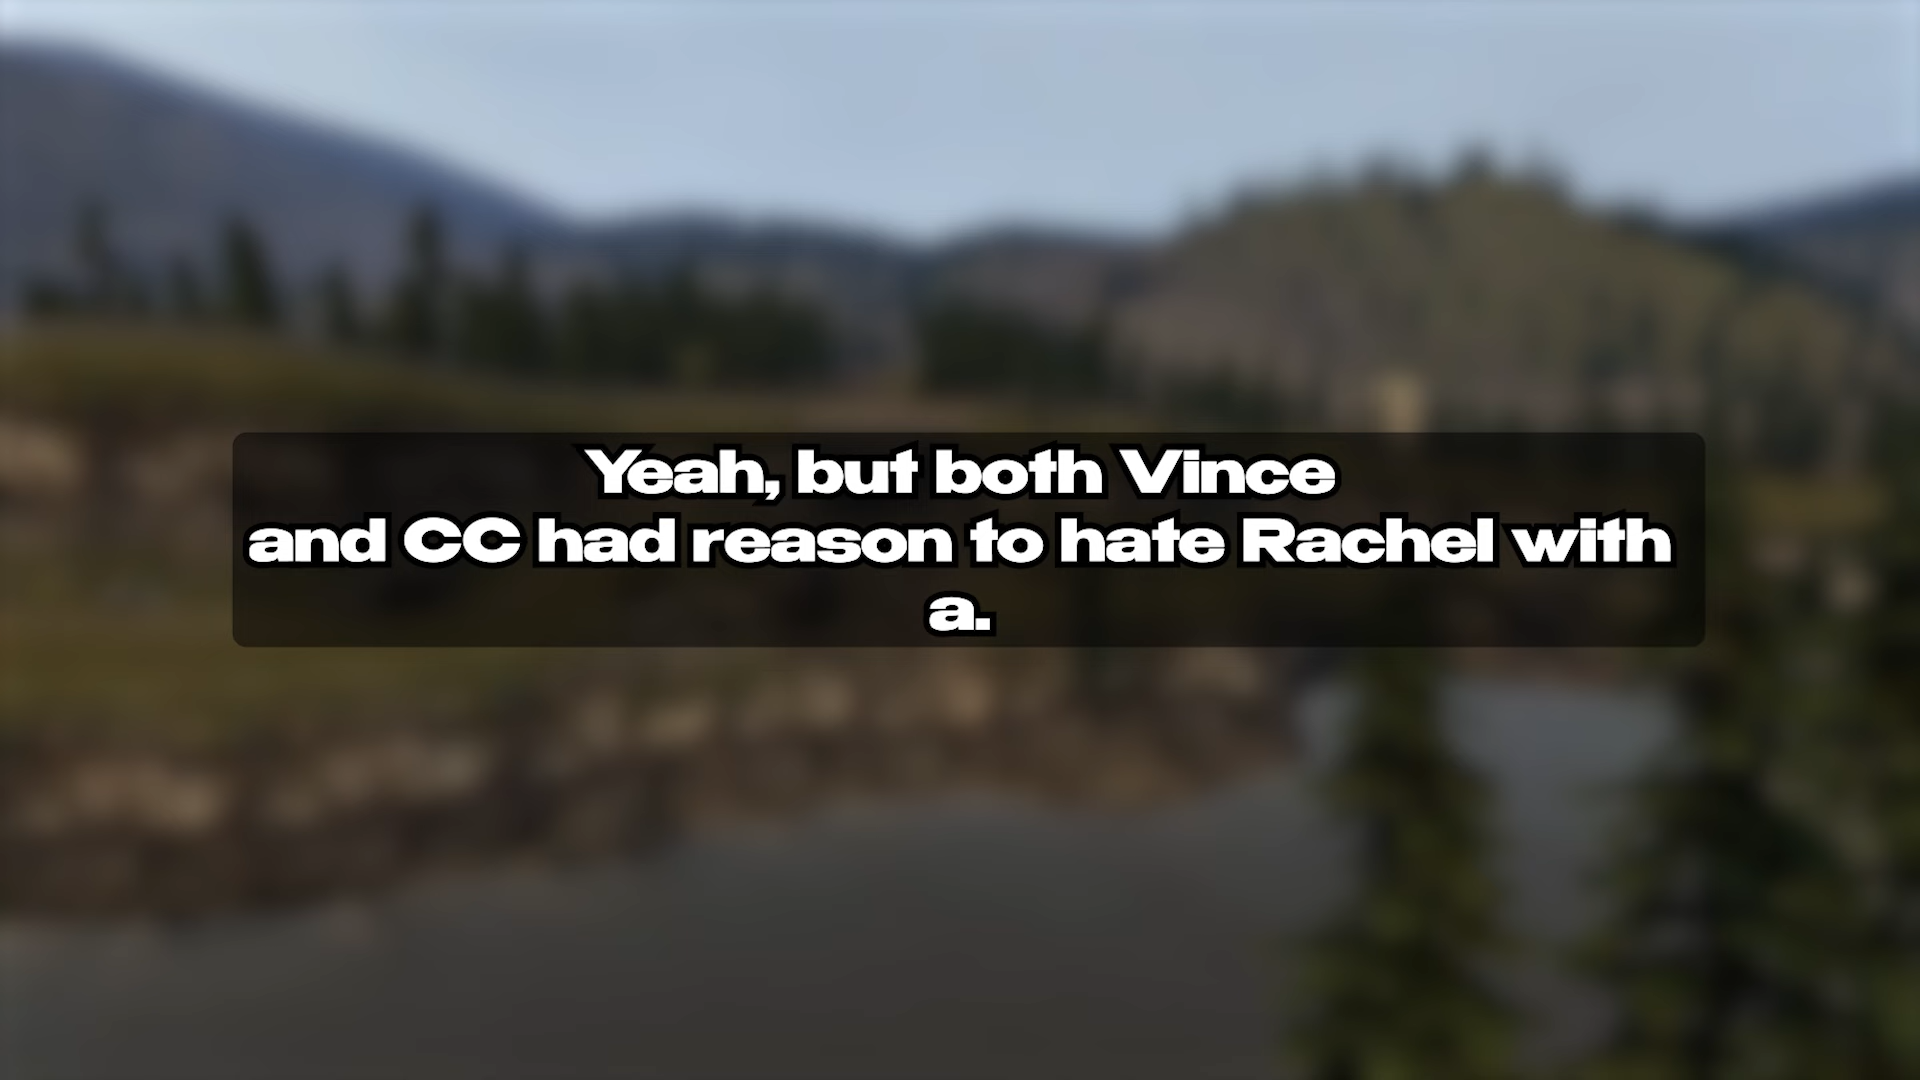 Yeah, but both Vince
and CC had reason to hate Rachel with
a.